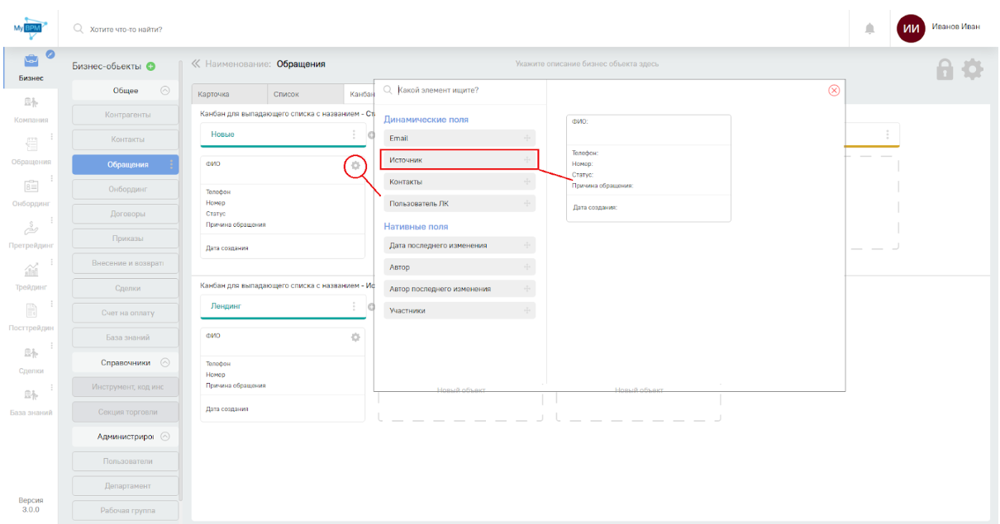 My BPM
Хотите что-то найти?
ИИ
Иванов Иван
Бизнес
Компания
Обращения
Онбординг
Претрейдинг
Трейдинг
Посттрейдин
Сделки
База знаний
Версия
3.0.0
Бизнес-объекты
Общее
Контрагенты
Контакты
Обращения
Онбординг
Договоры
Приказы
Внесение и возврат
Сделки
Счет на оплату
База знаний
Справочники
Инструмент, код инс
Секция торговли
Администриро
Пользователи
Департамент
Рабочая группа
Наименование: Обращения
Укажите описание бизнес объекта здесь
Карточка
Список
Канбан
Канбан для выпадающего списка с названием - Ст
Новые
ФИО
Телефон
Номер
Статус
Причина обращения
Дата создания
Канбан для выпадающего списка с названием - Ис
Лендинг
ФИО
Телефон
Номер
Причина обращения
Дата создания
Какой элемент ищите?
Динамические поля
Email
Источник
Контакты
Пользователь ЛК
Нативные поля
Дата последнего изменения
Автор
Автор последнего изменения
Участники
ФИО:
Телефон:
Номер:
Статус:
Причина обращения:
Дата создания:
Новый объект
Новый объект